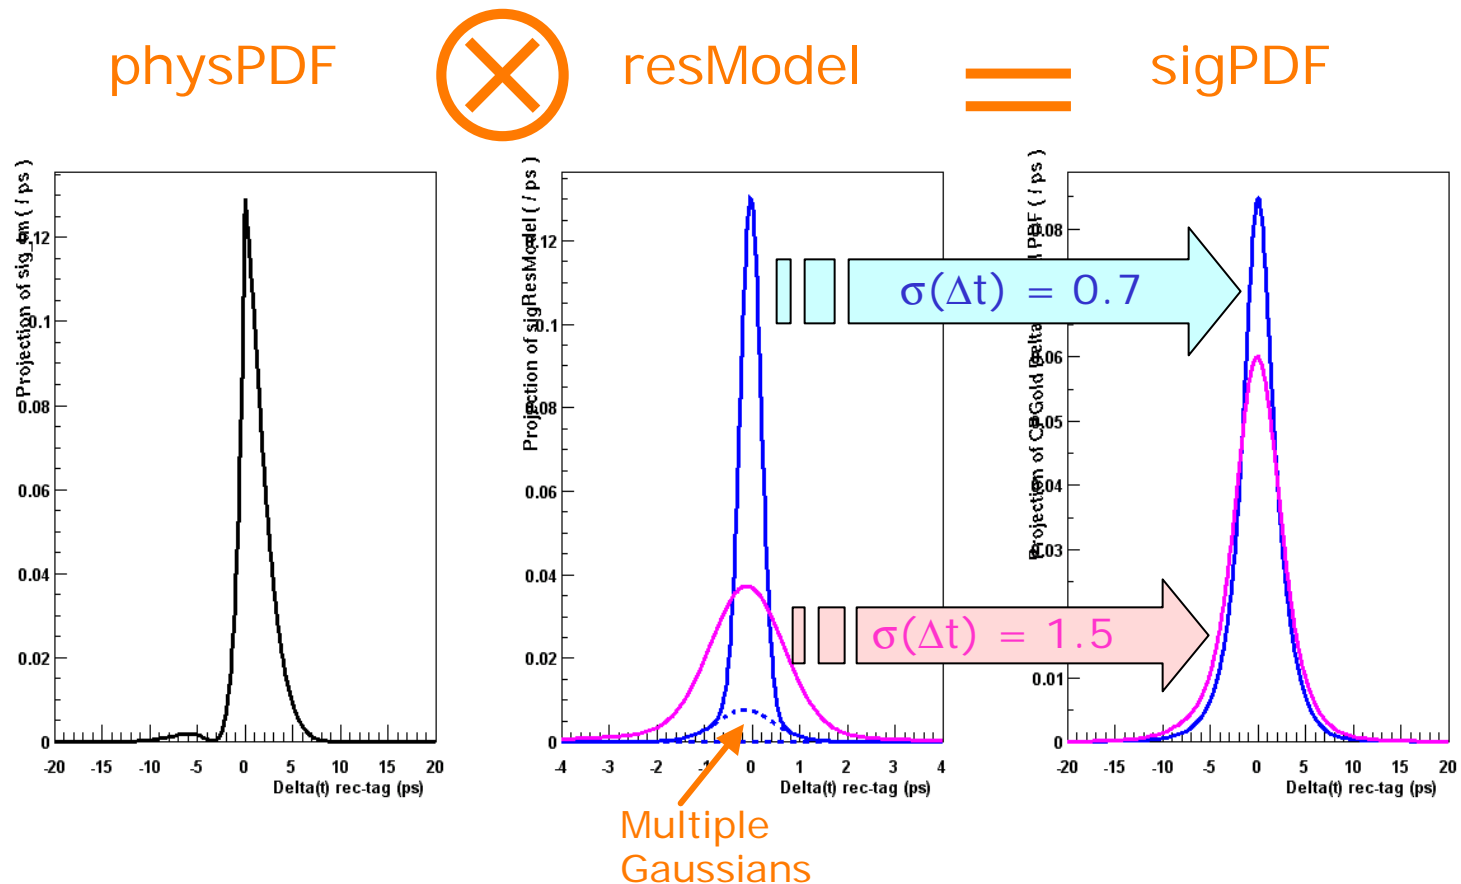 physPDF
resModel
sigPDF
Projection of sigResModel ( / ps )
0.12
0.1
0.08
0.06
0.04
0.02
0
-20 -15 -10 -5 0 5 10 15 20
Delta(t) rec-tag (ps)
0.12
0.1
0.08
0.06
0.04
0.02
0
-4 -3 -2 0 1 2 3 4
Delta(t) rec-tag (ps)
Multiple
Gaussians
σ(Δt) = 0.7
σ(Δt) = 1.5
0.08
0.06
0.05
0.04
0.03
0.01
0
-20 -15 -10 -5 0 5 10 15 20
Delta(t) rec-tag (ps)